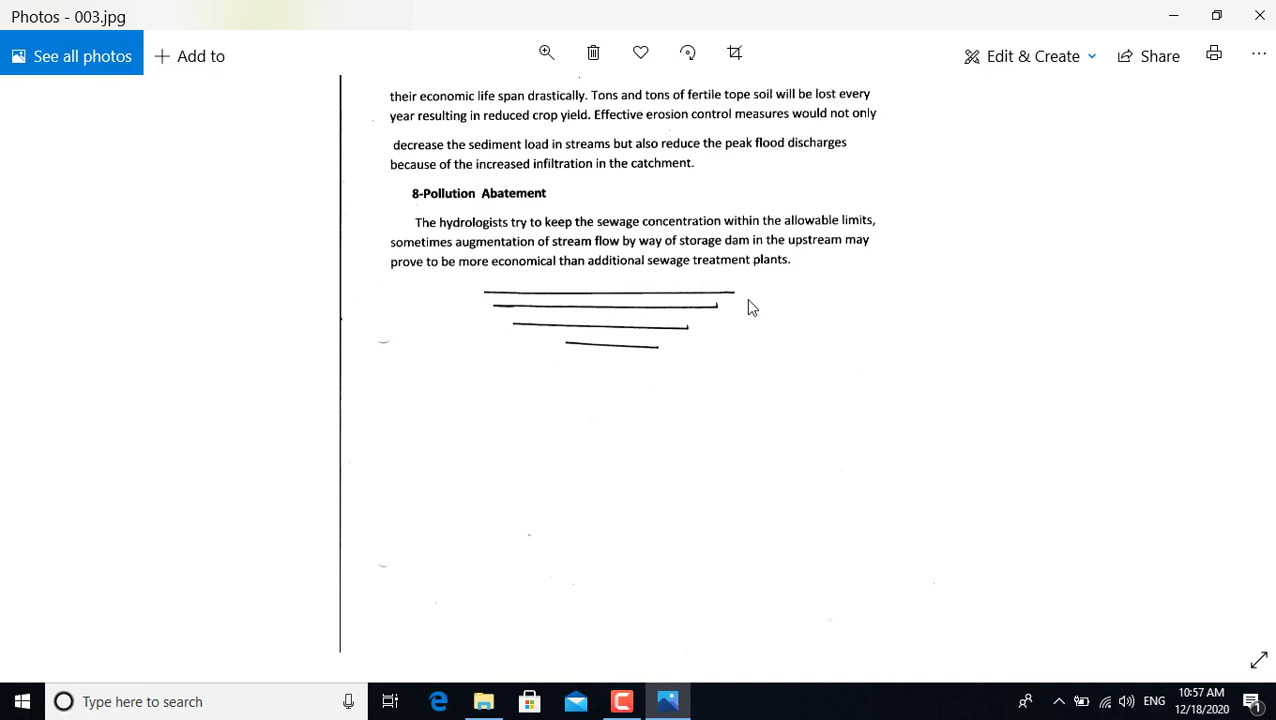 Photos - 003.jpg
See all photos
Add to
Edit & Create
Share
their economic life span drastically. Tons and tons of fertile tope soil will be lost every
year resulting in reduced crop yield. Effective erosion control measures would not only
decrease the sediment load in streams but also reduce the peak flood discharges
because of the increased infiltration in the catchment.
8-Pollution Abatement
The hydrologists try to keep the sewage concentration within the allowable limits,
sometimes augmentation of stream flow by way of storage dam in the upstream may
prove to be more economical than additional sewage treatment plants.
Type here to search
ENG
10:57 AM
12/18/2020
1